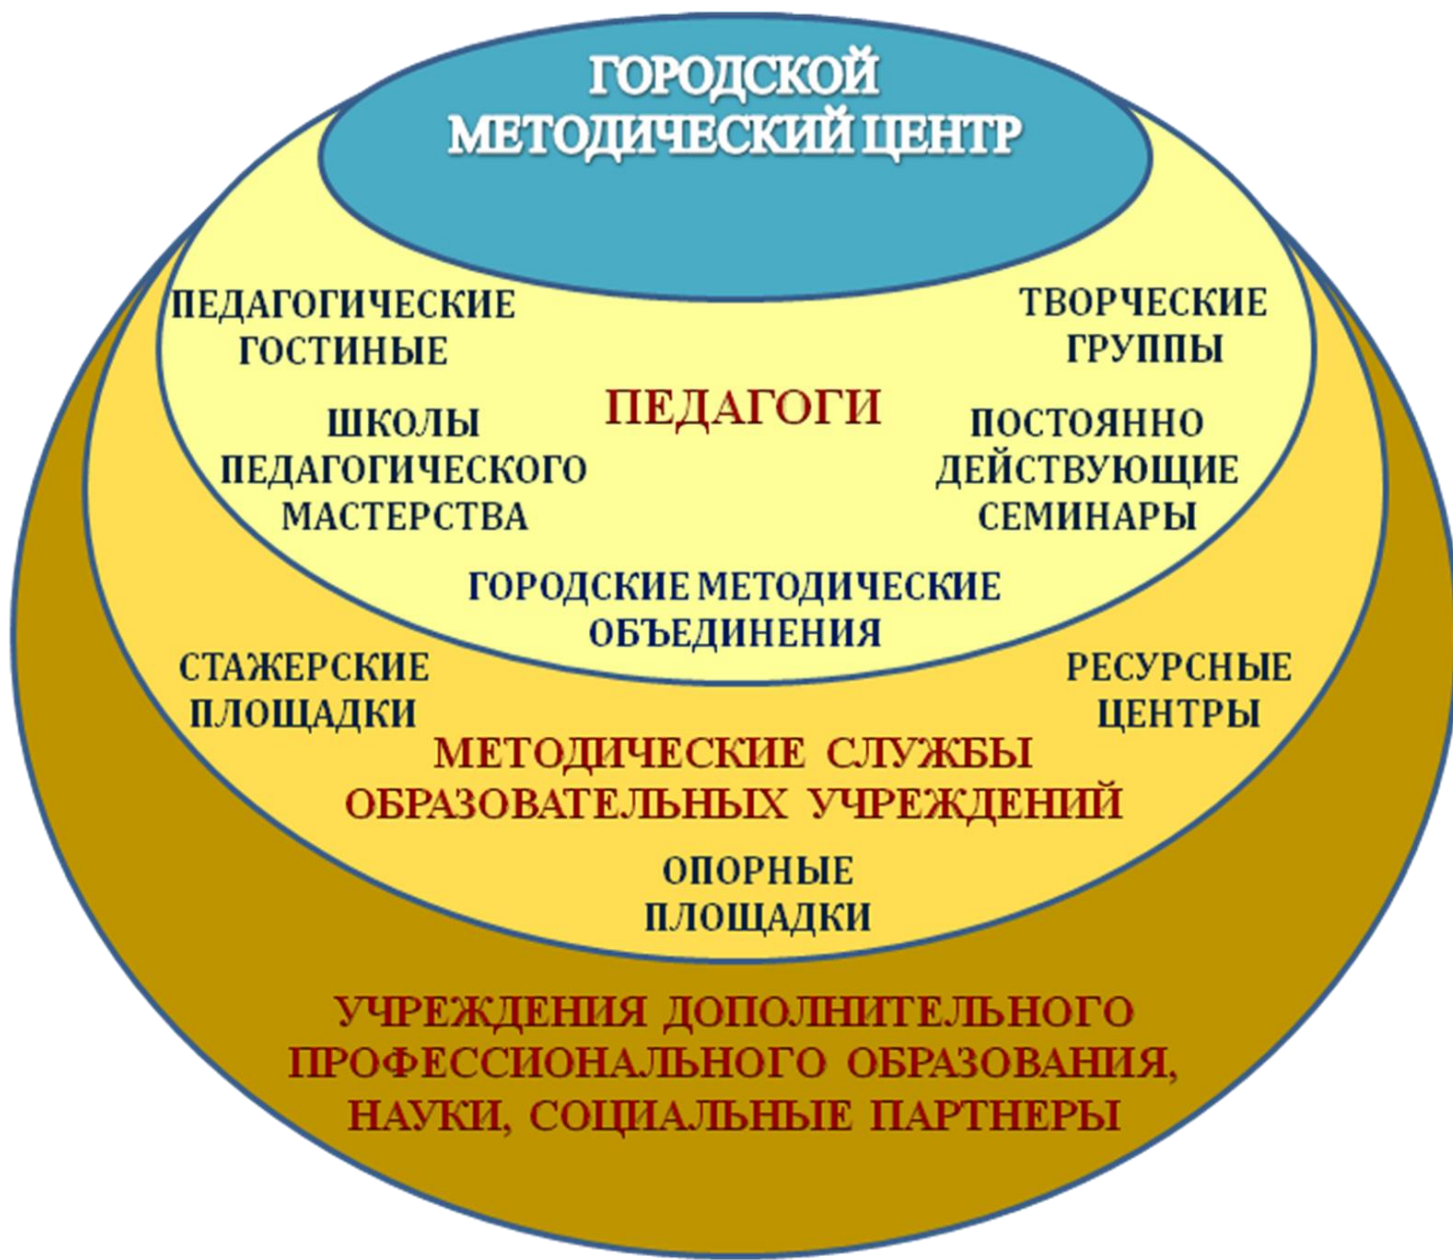 ГОРОДСКОЙ
МЕТОДИЧЕСКИЙ ЦЕНТР
ПЕДАГОГИЧЕСКИЕ
ГОСТИНЫЕ
ТВОРЧЕСКИЕ
ГРУППЫ
ПЕДАГОГИ
ШКОЛЫ
ПЕДАГОГИЧЕСКОГО
МАСТЕРСТВА
ПОСТОЯННО
ДЕЙСТВУЮЩИЕ
СЕМИНАРЫ
ГОРОДСКИЕ МЕТОДИЧЕСКИЕ
ОБЪЕДИНЕНИЯ
СТАЖЕРСКИЕ
ПЛОЩАДКИ
РЕСУРСНЫЕ
ЦЕНТРЫ
МЕТОДИЧЕСКИЕ СЛУЖБЫ
ОБРАЗОВАТЕЛЬНЫХ УЧРЕЖДЕНИЙ
ОПОРНЫЕ
ПЛОЩАДКИ
УЧРЕЖДЕНИЯ ДОПОЛНИТЕЛЬНОГО
ПРОФЕССИОНАЛЬНОГО ОБРАЗОВАНИЯ,
НАУКИ, СОЦИАЛЬНЫЕ ПАРТНЕРЫ